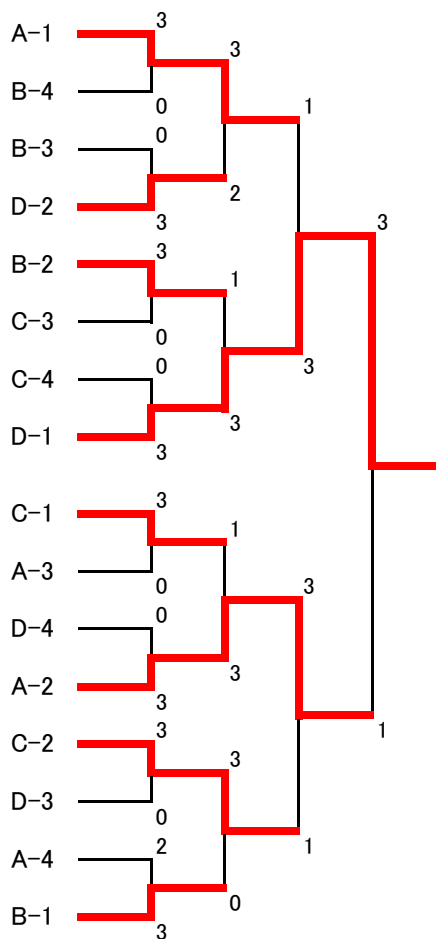 A-1 3 3
B-4 0 1
B-3 0
D-2 3 2
B-2 3 1 3
C-3 0
C-4 0 3
D-1 3 3
C-1 3 1
A-3 0 3
D-4 0
A-2 3 3
C-2 3 3 1
D-3 0
A-4 2 1
B-1 3 0